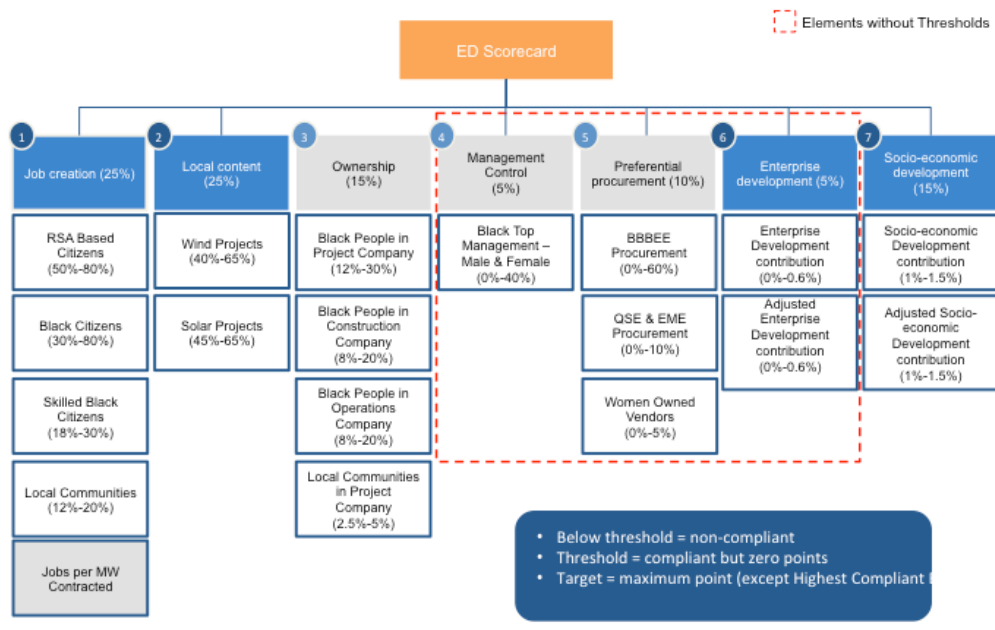 Elements without Thresholds
ED Scorecard
1
Job creation (25%)
RSA Based
Citizens
(50%-80%)
Black Citizens
(30%-80%)
Skilled Black
Citizens
(18%-30%)
Local Communities
(12%-20%)
Jobs per MW
Contracted
2
Local content
(25%)
Wind Projects
(40%-65%)
Solar Projects
(45%-65%)
3
Ownership
(15%)
Black People in
Project Company
(12%-30%)
Black People in
Construction
Company
(8%-20%)
Black People in
Operations
Company
(8%-20%)
Local Communities
in Project
Company
(2.5%-5%)
4
Management
Control
(5%)
Black Top
Management –
Male & Female
(0%-40%)
5
Preferential
procurement (10%)
BBBEE
Procurement
(0%-60%)
QSE & EME
Procurement
(0%-10%)
Women Owned
Vendors
(0%-5%)
6
Enterprise
development (5%)
Enterprise
Development
contribution
(0%-0.6%)
Adjusted
Enterprise
Development
contribution
(0%-0.6%)
7
Socio-economic
development
(15%)
Socio-economic
Development
contribution
(1%-1.5%)
Adjusted Socio-
economic
Development
contribution
(1%-1.5%)
• Below threshold = non-compliant
• Threshold = compliant but zero points
• Target = maximum point (except Highest Compliant